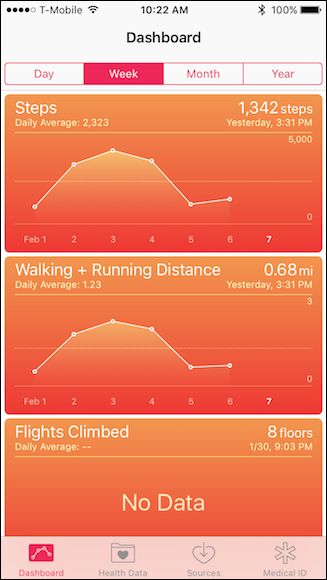 T-Mobile 10:22 AM 100%
Dashboard
Day Week Month Year
Steps 1,342 steps
Daily Average: 2,323 Yesterday, 3:31 PM
5,000
0
Feb 1 2 3 4 5 6 7
Walking + Running Distance 0.68 mi
Daily Average: 1.23 Yesterday, 3:31 PM
3
0
Feb 1 2 3 4 5 6 7
Flights Climbed 8 floors
Daily Average: -- 1/30, 9:03 PM
No Data
Dashboard Health Data Sources Medical ID